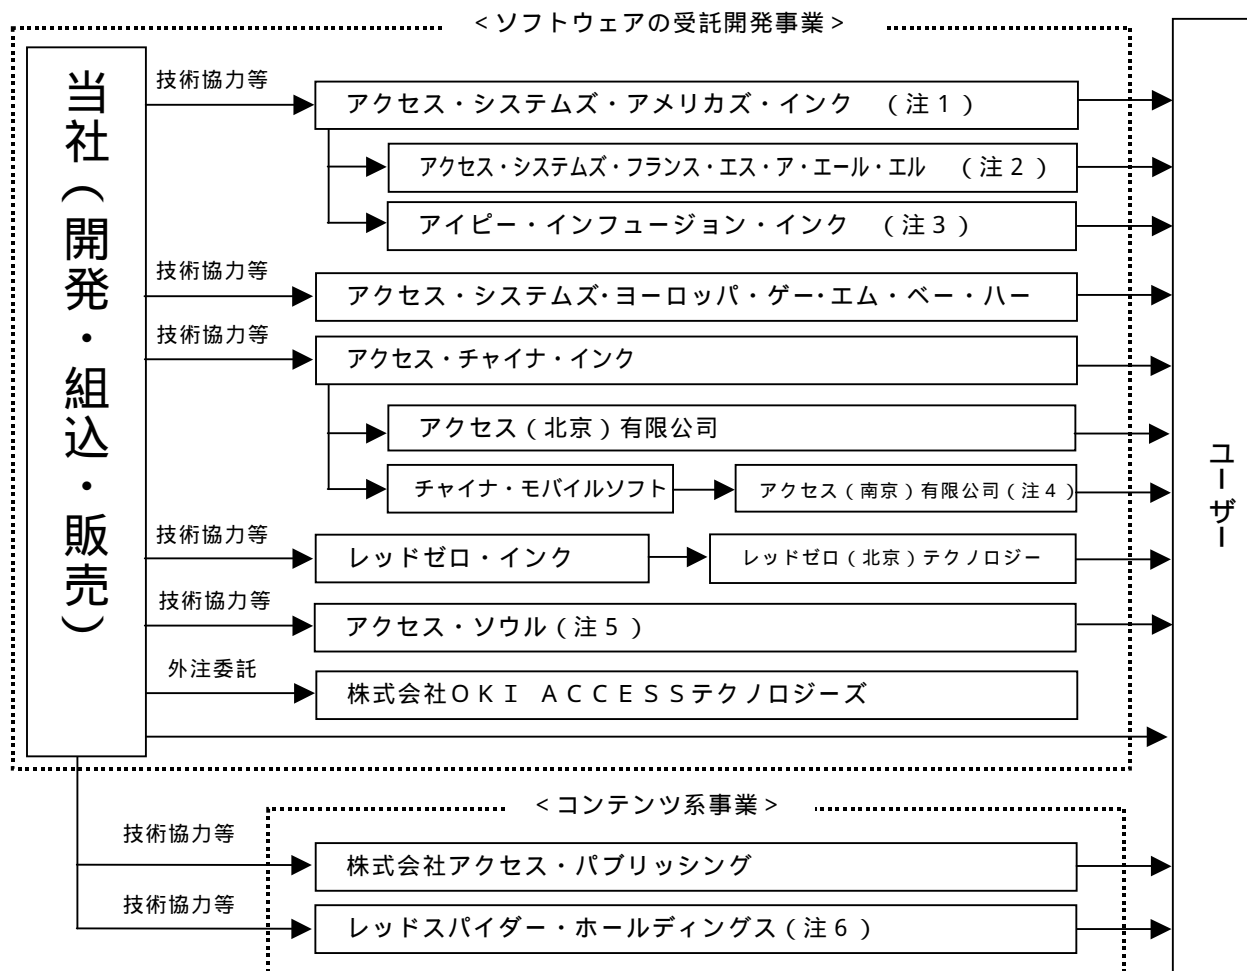 ＜ソフトウェアの受託開発事業＞
当社（開発・組込・販売）
技術協力等
アクセス・システムズ・アメリカズ・インク　（注１）
アクセス・システムズ・フランス・エス・ア・エール・エル　（注２）
アイピー・インフュージョン・インク　（注３）
技術協力等
アクセス・システムズ・ヨーロッパ・ゲー・エム・ベー・ハー
技術協力等
アクセス・チャイナ・インク
アクセス（北京）有限公司
チャイナ・モバイルソフト
アクセス（南京）有限公司（注４）
技術協力等
レッドゼロ・インク
レッドゼロ（北京）テクノロジー
技術協力等
アクセス・ソウル（注５）
外注委託
株式会社ＯＫＩ　ＡＣＣＥＳＳテクノロジーズ
ユーザー
＜コンテンツ系事業＞
技術協力等
株式会社アクセス・パブリッシング
技術協力等
レッドスパイダー・ホールディングス（注６）